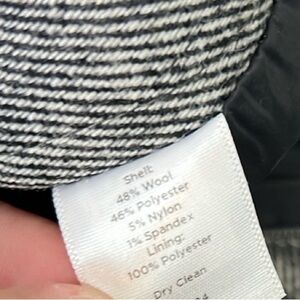 Shell:
48% Wool
46% Polyester
5% Nylon
1% Spandex
Lining:
100% Polyester
Dry Clean